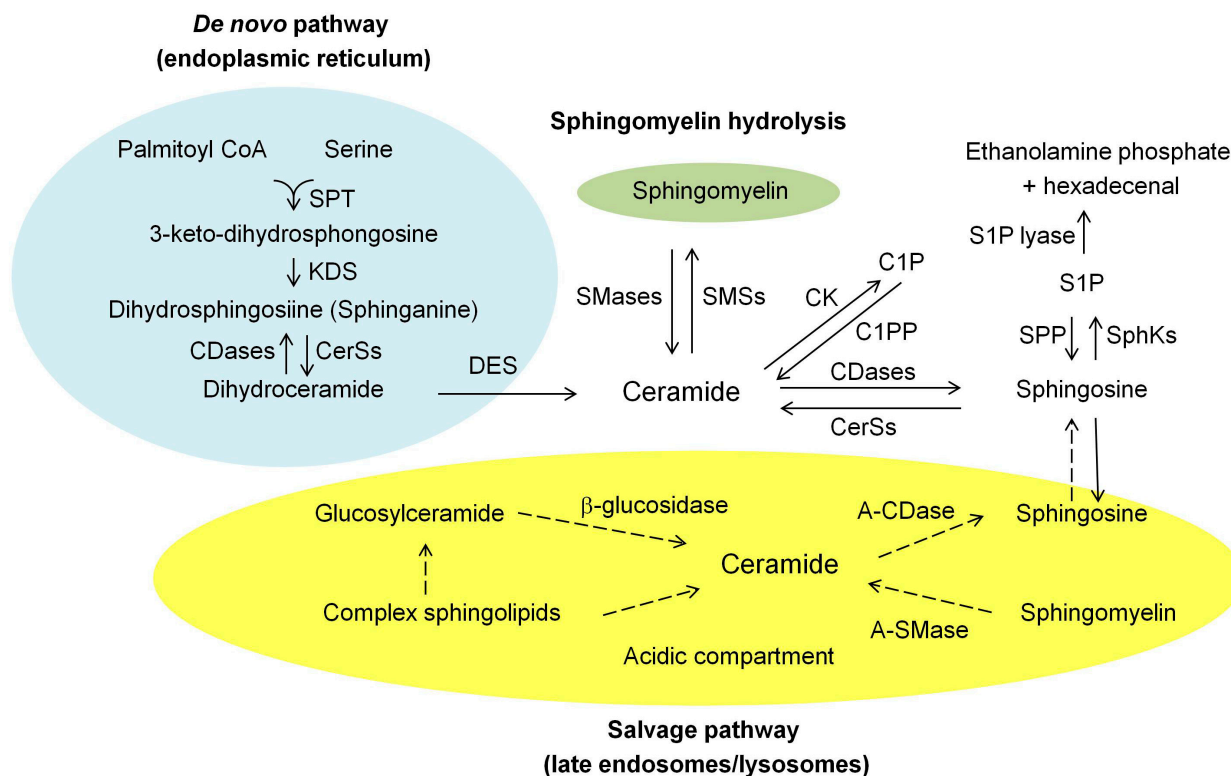 De novo pathway
(endoplasmic reticulum)
Sphingomyelin hydrolysis
Palmitoyl CoA
Serine
SPT
3-keto-dihydrosphongosine
KDS
Dihydrosphingosiine (Sphinganine)
CDases
CerSs
Dihydroceramide
DES
Sphingomyelin
SMases
SMSs
Ceramide
CK
C1P
C1PP
CDases
CerSs
Ethanolamine phosphate
+ hexadecenal
S1P lyase
S1P
SPP
SphKs
Sphingosine
Glucosylceramide
β-glucosidase
A-CDase
Sphingosine
Ceramide
Complex sphingolipids
A-SMase
Sphingomyelin
Acidic compartment
Salvage pathway
(late endosomes/lysosomes)